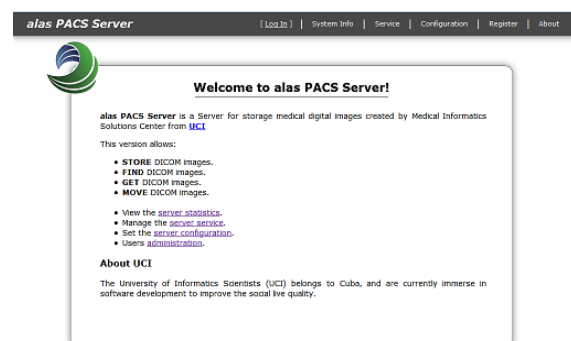 alas PACS Server
[ Log In ] | System Info | Service | Configuration | Register | About
Welcome to alas PACS Server!
alas PACS Server is a Server for storage medical digital images created by Medical Informatics
Solutions Center from UCI
This version allows:
• STORE DICOM images.
• FIND DICOM images.
• GET DICOM images.
• MOVE DICOM images.
• View the server statistics.
• Manage the server service.
• Set the server configuration.
• Users administration.
About UCI
The University of Informatics Scientists (UCI) belongs to Cuba, and are currently immerse in
software development to improve the social live quality.